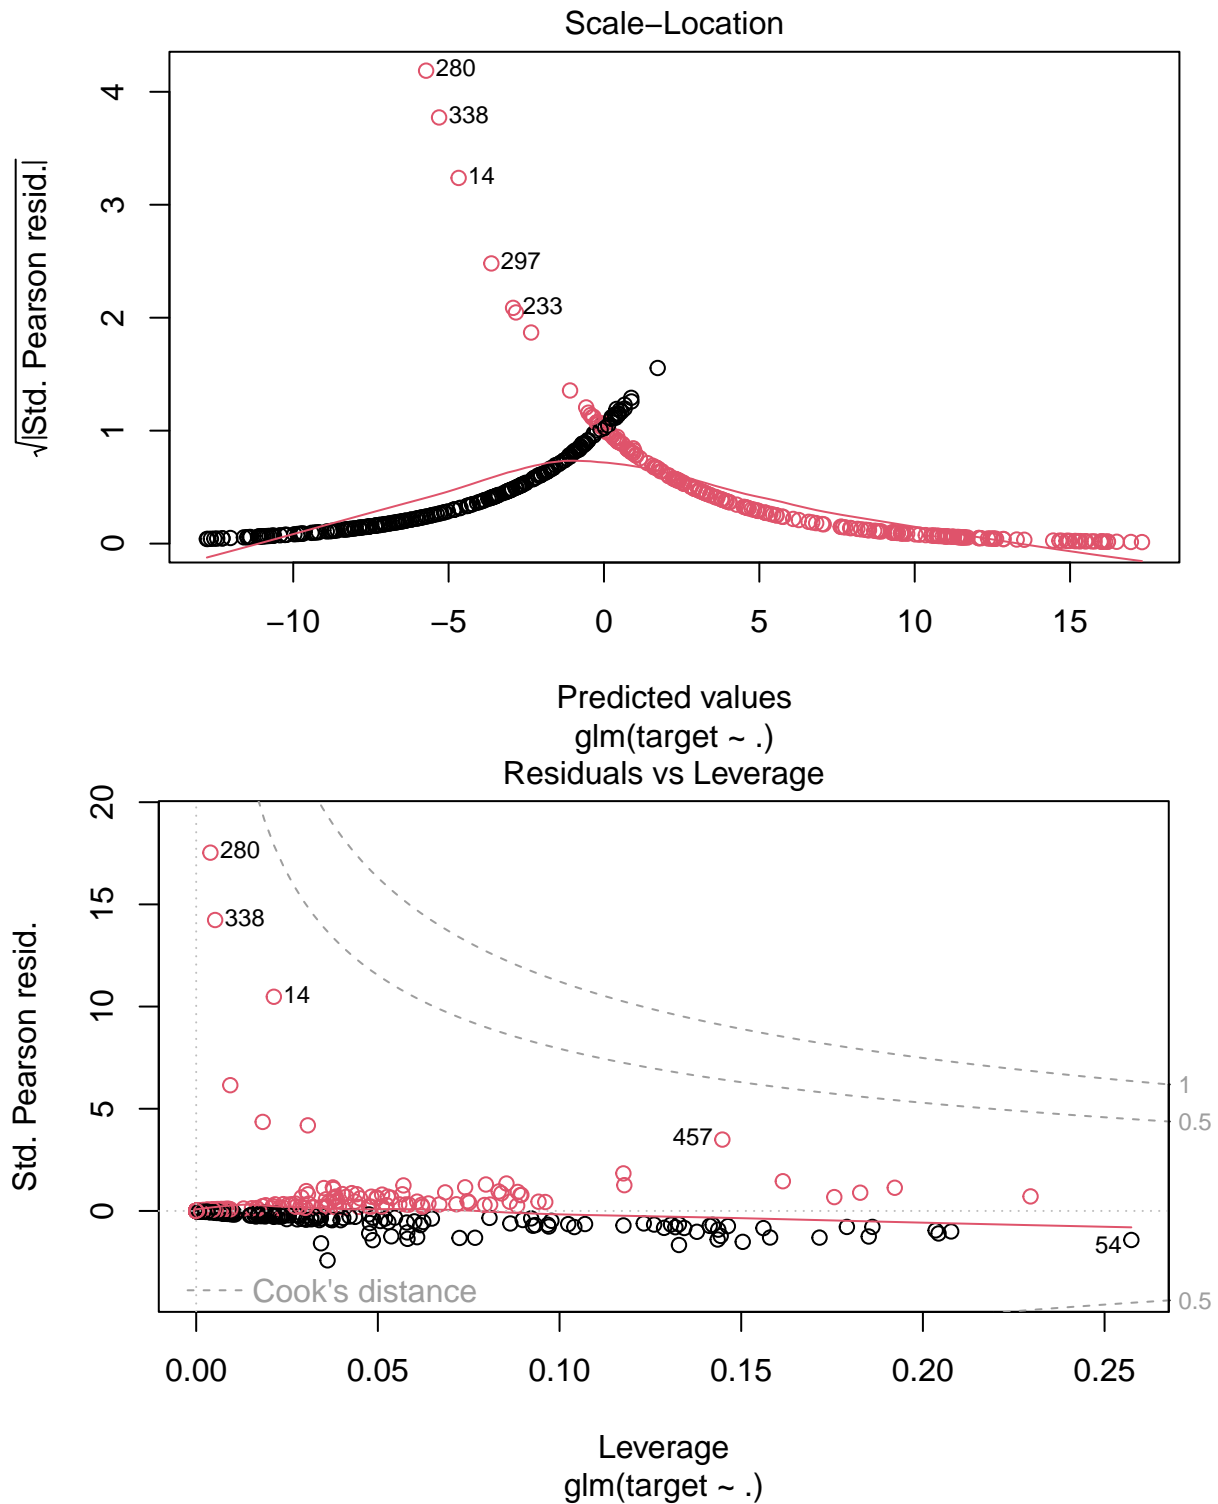 Scale−Location
√|Std. Pearson resid.|
4
3
2
1
0
280
338
14
297
233
−10 −5 0 5 10 15
Predicted values
glm(target ~ .)
Residuals vs Leverage
Std. Pearson resid.
20
15
10
5
0
280
338
14
457
54
1
0.5
0.5
Cook's distance
0.00 0.05 0.10 0.15 0.20 0.25
Leverage
glm(target ~ .)